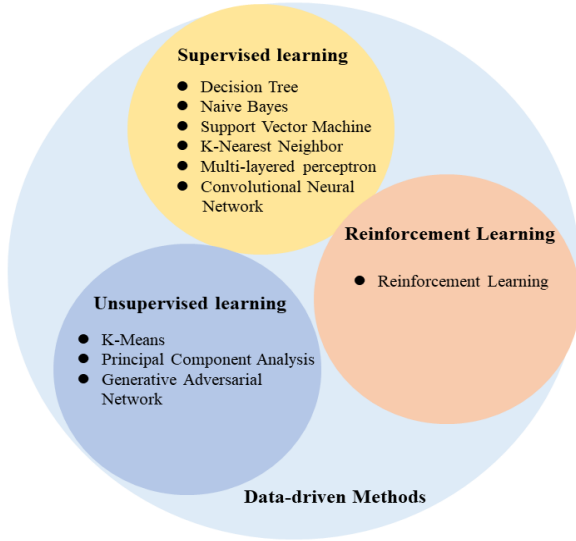 Supervised learning
● Decision Tree
● Naive Bayes
● Support Vector Machine
● K-Nearest Neighbor
● Multi-layered perceptron
● Convolutional Neural
Network
Reinforcement Learning
● Reinforcement Learning
Unsupervised learning
● K-Means
● Principal Component Analysis
● Generative Adversarial
Network
Data-driven Methods